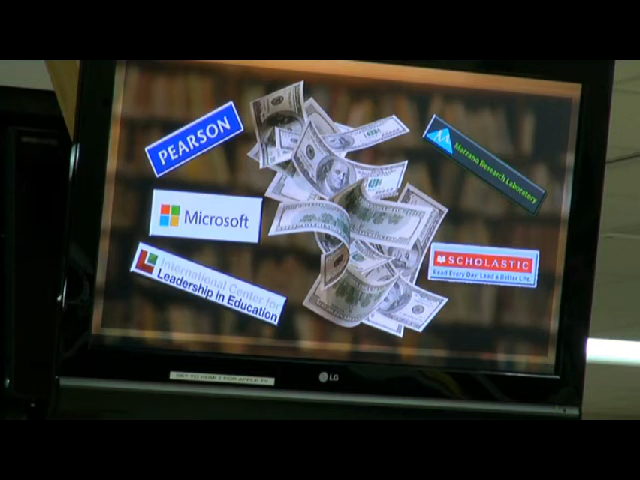 PEARSON
Microsoft
International Center for
Leadership in Education
Marzano Research Laboratory
SCHOLASTIC
Read Every Day. Lead a Better Life.
LG